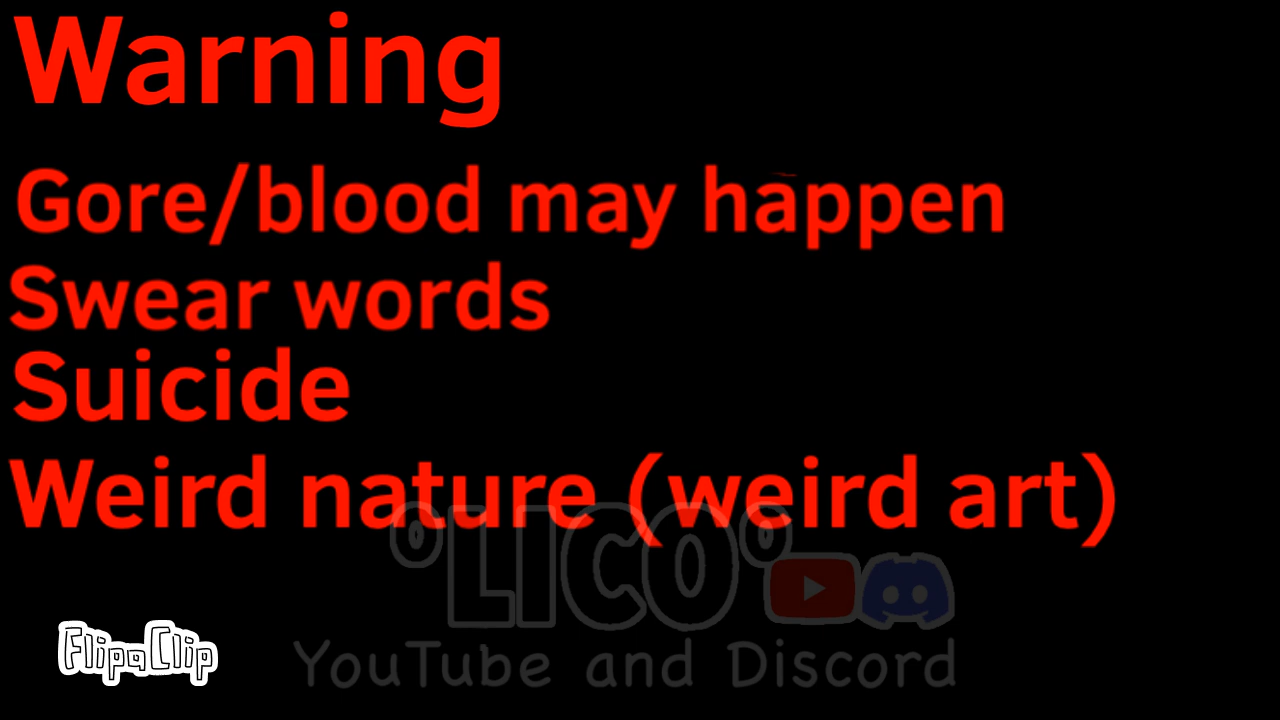 Warning
Gore/blood may happen
Swear words
Suicide
Weird nature (weird art)
°LICO°
FlipaClip
YouTube and Discord